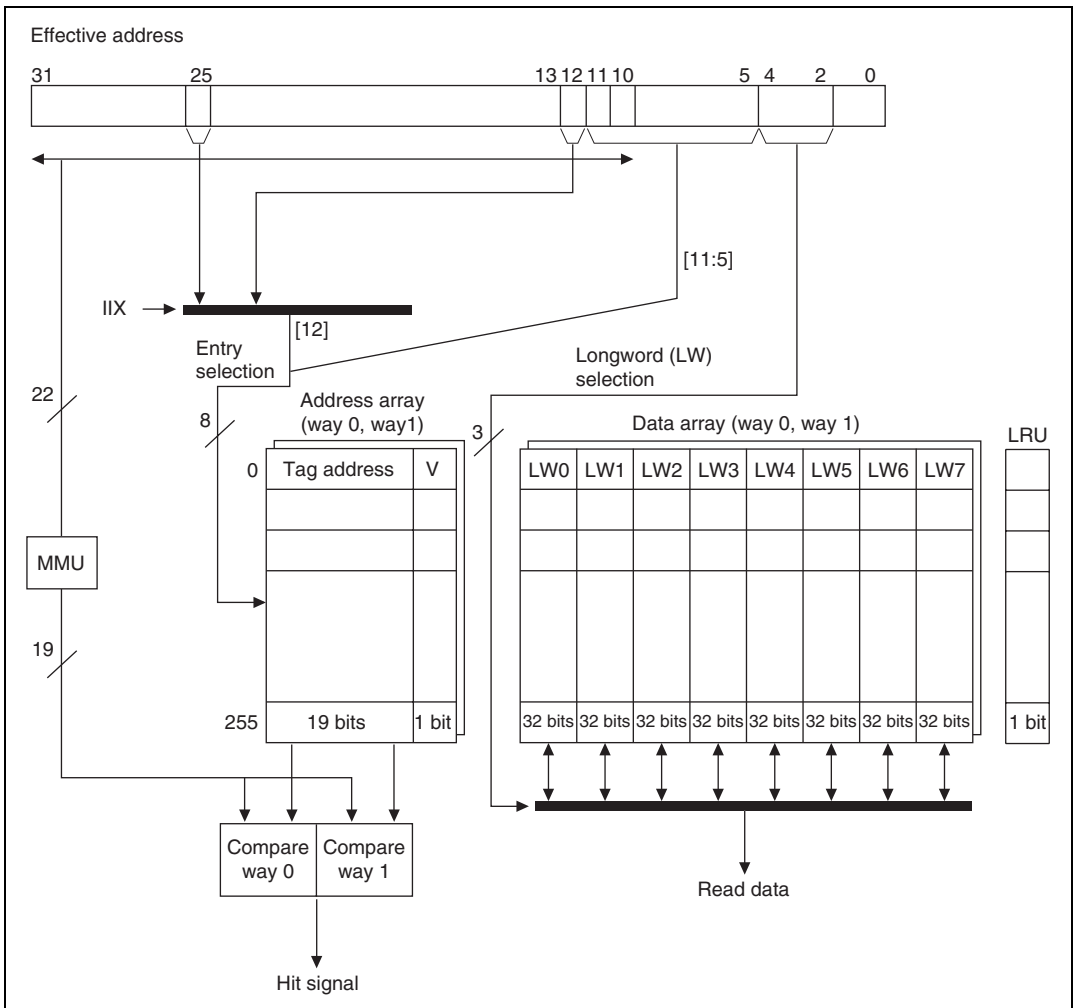 Effective address
31 25 13 12 11 10 5 4 2 0
[11:5]
IIX
[12]
Entry
selection
Longword (LW)
selection
22
8
Address array
(way 0, way1)
3
Data array (way 0, way 1)
LRU
0 Tag address V
LW0 LW1 LW2 LW3 LW4 LW5 LW6 LW7
MMU
19
255 19 bits 1 bit
32 bits 32 bits 32 bits 32 bits 32 bits 32 bits 32 bits 32 bits
1 bit
Compare
way 0
Compare
way 1
Read data
Hit signal